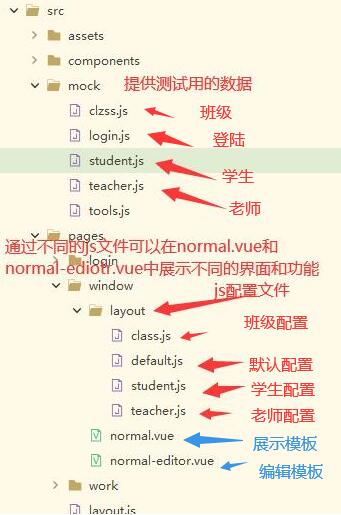 src
assets
components
mock
提供测试用的数据
clzss.js
班级
login.js
登陆
student.js
学生
teacher.js
老师
tools.js
pages
通过不同的js文件可以在normal.vue和
login
normal-ediotr.vue中展示不同的界面和功能
window
js配置文件
layout
class.js
班级配置
default.js
默认配置
student.js
学生配置
teacher.js
老师配置
normal.vue
展示模板
normal-editor.vue
编辑模板
work
layout.js